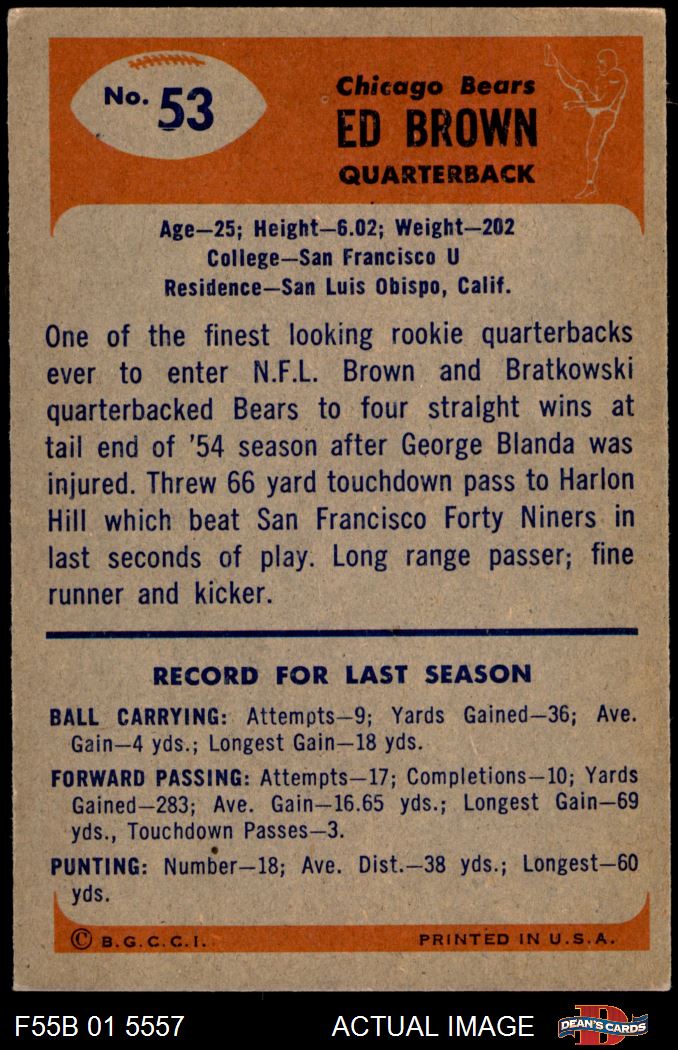 No. 53
Chicago Bears
ED BROWN
QUARTERBACK
Age—25; Height—6.02; Weight—202
College—San Francisco U
Residence—San Luis Obispo, Calif.
One of the finest looking rookie quarterbacks
ever to enter N.F.L. Brown and Bratkowski
quarterbacked Bears to four straight wins at
tail end of '54 season after George Blanda was
injured. Threw 66 yard touchdown pass to Harlon
Hill which beat San Francisco Forty Niners in
last seconds of play. Long range passer; fine
runner and kicker.
RECORD FOR LAST SEASON
BALL CARRYING: Attempts—9; Yards Gained—36; Ave.
Gain—4 yds.; Longest Gain—18 yds.
FORWARD PASSING: Attempts—17; Completions—10; Yards
Gained—283; Ave. Gain—16.65 yds.; Longest Gain—69
yds., Touchdown Passes—3.
PUNTING: Number—18; Ave. Dist.—38 yds.; Longest—60
yds.
© B.G.C.C.I. PRINTED IN U.S.A.
F55B 01 5557 ACTUAL IMAGE D DEAN'S CARDS